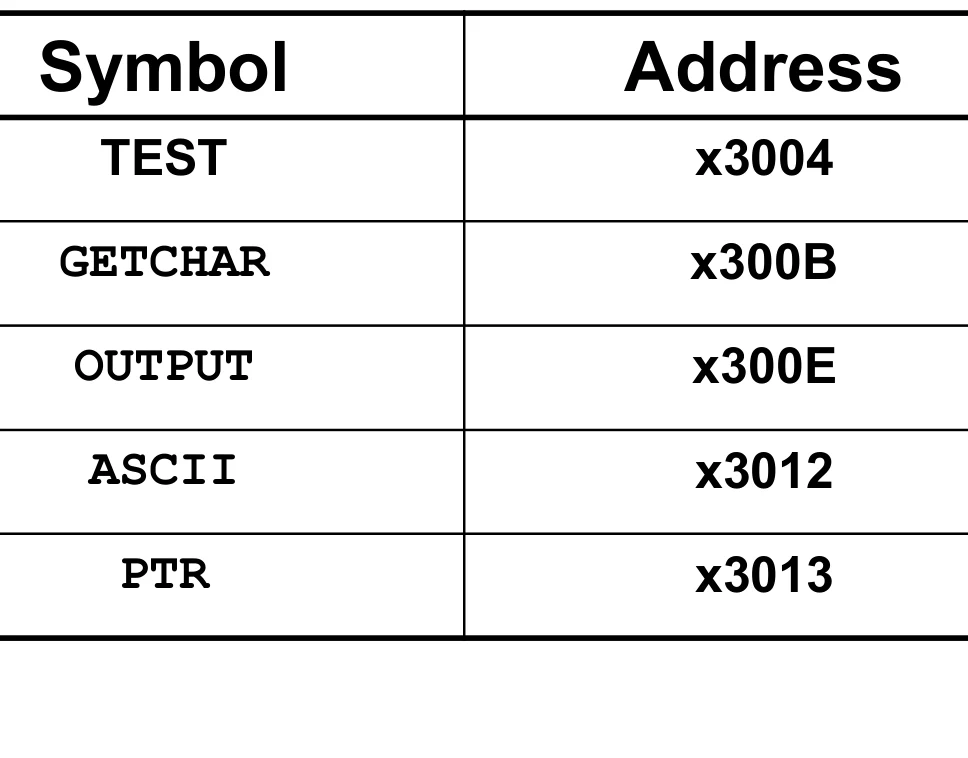 Symbol Address
TEST x3004
GETCHAR x300B
OUTPUT x300E
ASCII x3012
PTR x3013